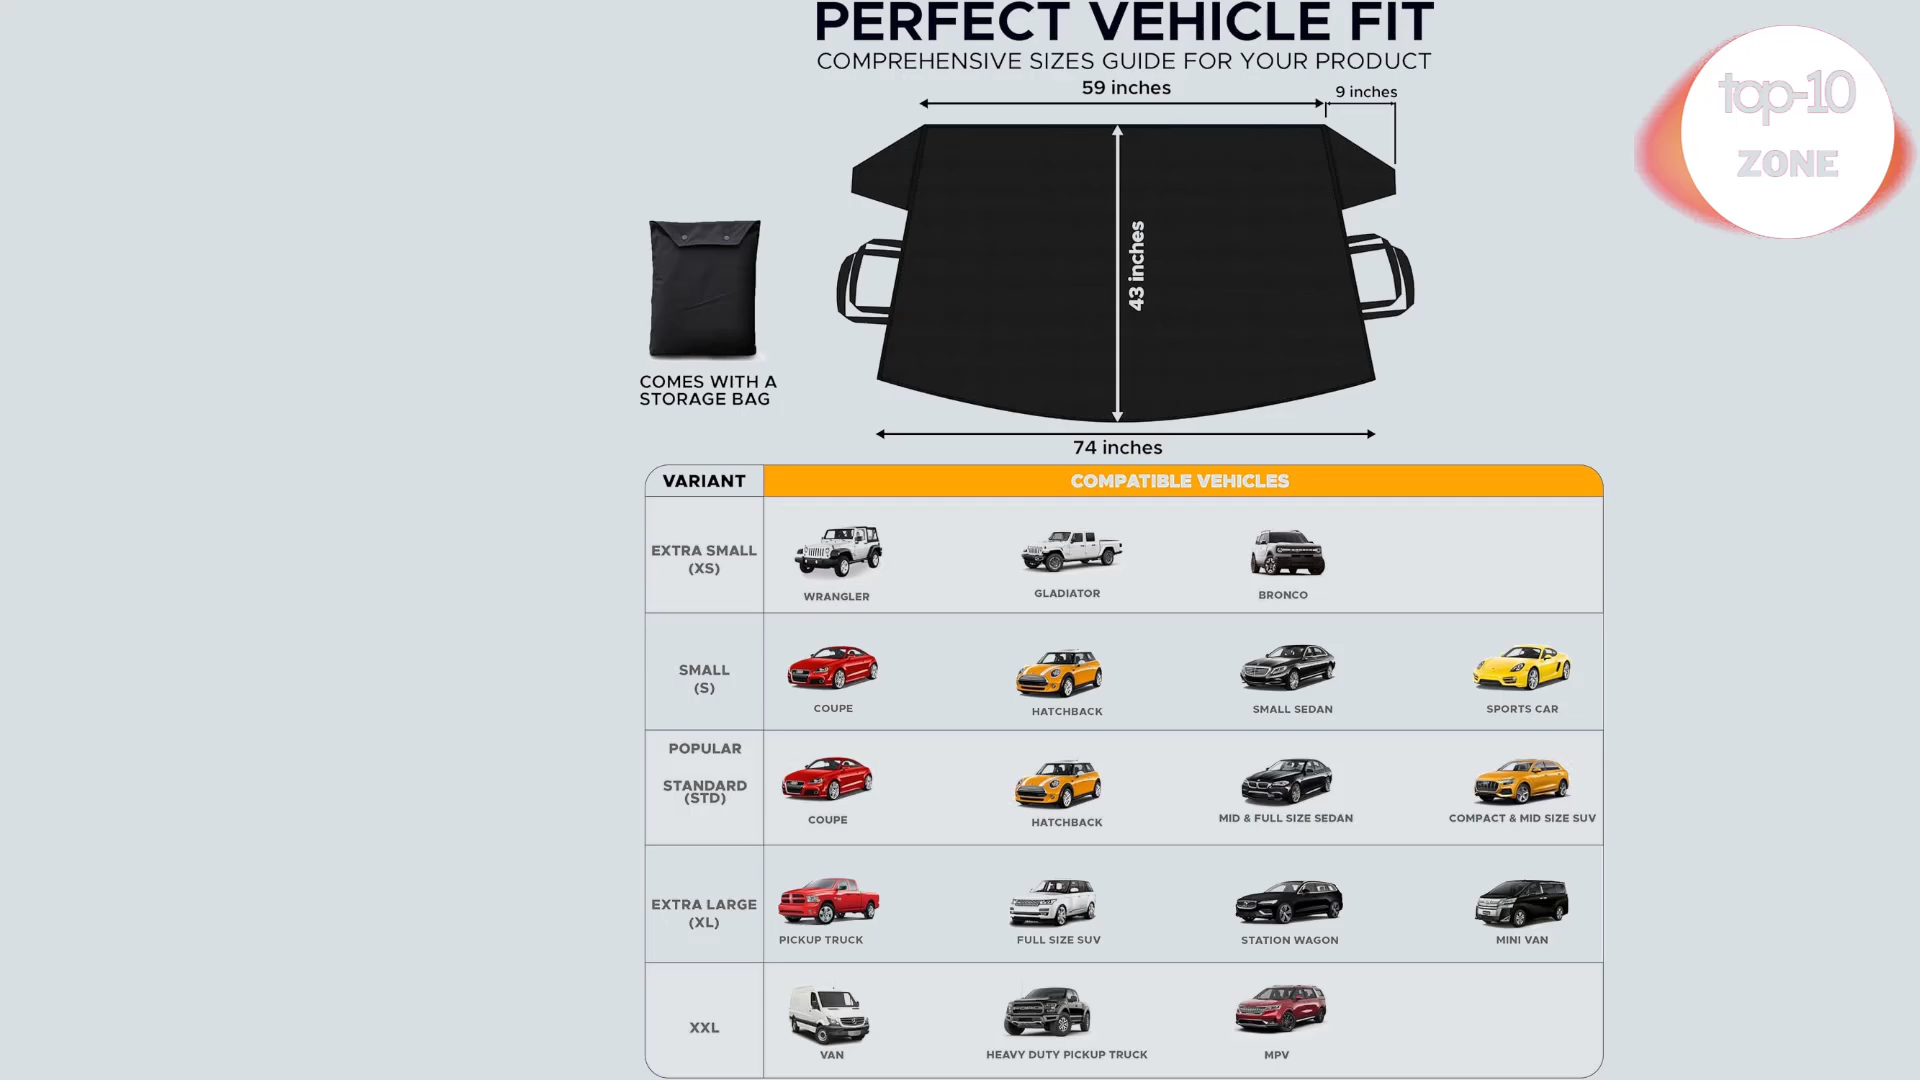 PERFECT VEHICLE FIT
COMPREHENSIVE SIZES GUIDE FOR YOUR PRODUCT
59 inches
9 inches
top-10
ZONE
43 inches
COMES WITH A
STORAGE BAG
74 inches
VARIANT
COMPATIBLE VEHICLES
EXTRA SMALL
(XS)
WRANGLER
GLADIATOR
BRONCO
SMALL
(S)
COUPE
HATCHBACK
SMALL SEDAN
SPORTS CAR
POPULAR
STANDARD
(STD)
COUPE
HATCHBACK
MID & FULL SIZE SEDAN
COMPACT & MID SIZE SUV
EXTRA LARGE
(XL)
PICKUP TRUCK
FULL SIZE SUV
STATION WAGON
MINI VAN
XXL
VAN
HEAVY DUTY PICKUP TRUCK
MPV